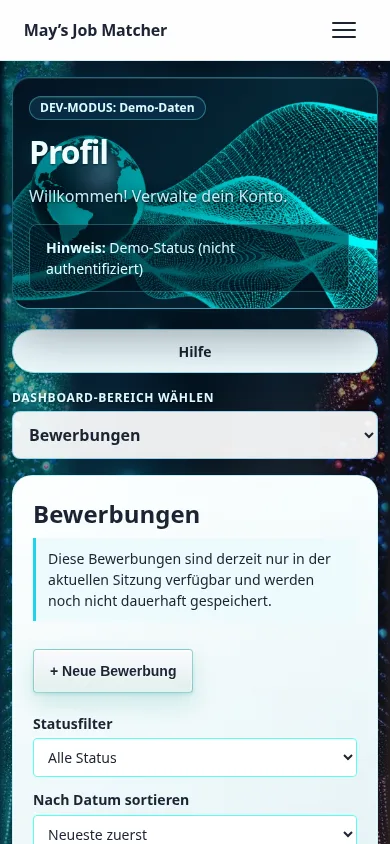 May’s Job Matcher
DEV-MODUS: Demo-Daten
Profil
Willkommen! Verwalte dein Konto.
Hinweis: Demo-Status (nicht
authentifiziert)
Hilfe
DASHBOARD-BEREICH WÄHLEN
Bewerbungen
Bewerbungen
Diese Bewerbungen sind derzeit nur in der
aktuellen Sitzung verfügbar und werden
noch nicht dauerhaft gespeichert.
+ Neue Bewerbung
Statusfilter
Alle Status
Nach Datum sortieren
Neueste zuerst